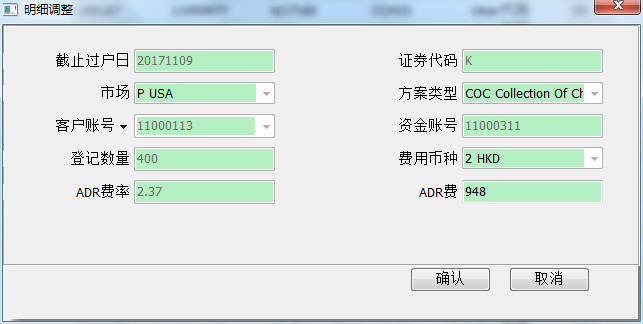 明细调整
截止过户日 20171109 证券代码 K
市场 P USA 方案类型 COC Collection Of Ch
客户账号 11000113 资金账号 11000311
登记数量 400 费用币种 2 HKD
ADR费率 2.37 ADR费 948
确认 取消